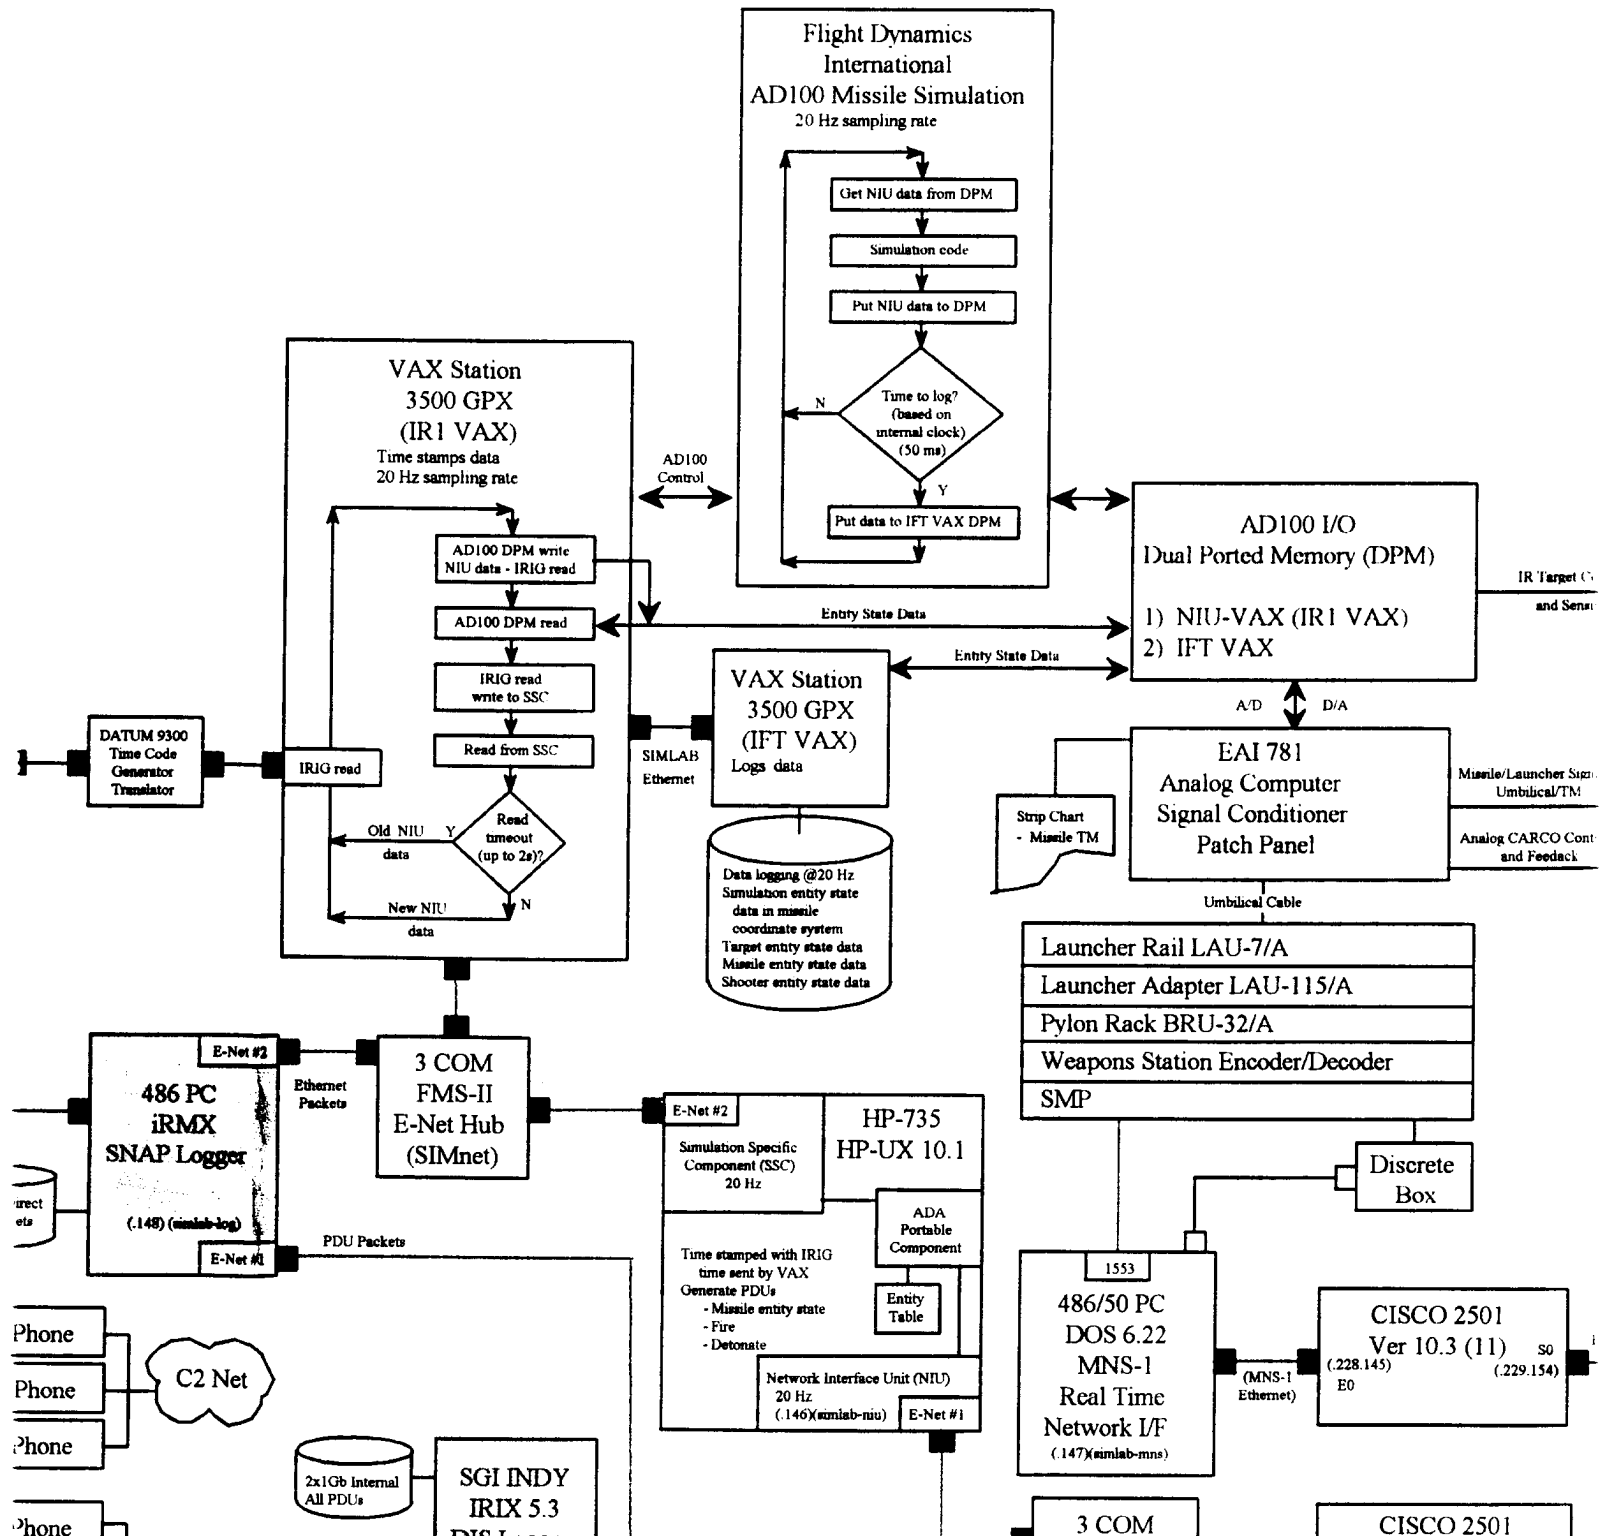 Flight Dynamics
International
AD100 Missile Simulation
20 Hz sampling rate
Get NIU data from DPM
Simulation code
Put NIU data to DPM
Time to log?
(based on
internal clock)
(50 ms)
N
Y
Put data to IFT VAX DPM
VAX Station
3500 GPX
(IR1 VAX)
Time stamps data
20 Hz sampling rate
AD100 DPM write
NIU data - IRIG read
AD100 DPM read
IRIG read
write to SSC
Read from SSC
Read
timeout
(up to 2s)?
Old NIU
data
Y
New NIU
data
N
IRIG read
AD100
Control
DATUM 9300
Time Code
Generator
Translator
Entity State Data
Entity State Data
AD100 I/O
Dual Ported Memory (DPM)
1) NIU-VAX (IR1 VAX)
2) IFT VAX
IR Target
and
A/D
D/A
VAX Station
3500 GPX
(IFT VAX)
Logs data
SIMLAB
Ethernet
Data logging @20 Hz
Simulation entity state
data in missile
coordinate system
Target entity state data
Missile entity state data
Shooter entity state data
EAI 781
Analog Computer
Signal Conditioner
Patch Panel
Strip Chart
- Missile TM
Missile/Launcher
Umbilical/TM
Analog CARCO
and Feedack
Umbilical Cable
Launcher Rail LAU-7/A
Launcher Adapter LAU-115/A
Pylon Rack BRU-32/A
Weapons Station Encoder/Decoder
SMP
Discrete
Box
E-Net #2
486 PC
iRMX
SNAP Logger
(.148) (simlab-log)
E-Net #1
Ethernet
Packets
PDU Packets
3 COM
FMS-II
E-Net Hub
(SIMnet)
E-Net #2
HP-735
HP-UX 10.1
Simulation Specific
Component (SSC)
20 Hz
ADA
Portable
Component
Entity
Table
Time stamped with IRIG
time sent by VAX
Generate PDUs
- Missile entity state
- Fire
- Detonate
Network Interface Unit (NIU)
20 Hz
(.146)(simlab-niu)
E-Net #1
1553
486/50 PC
DOS 6.22
MNS-1
Real Time
Network I/F
(.147)(simlab-mns)
(MNS-1
Ethernet)
CISCO 2501
Ver 10.3 (11)
(.228.145)
E0
S0
(.229.154)
Phone
Phone
Phone
Phone
C2 Net
2x1Gb Internal
All PDUs
SGI INDY
IRIX 5.3
3 COM
CISCO 2501